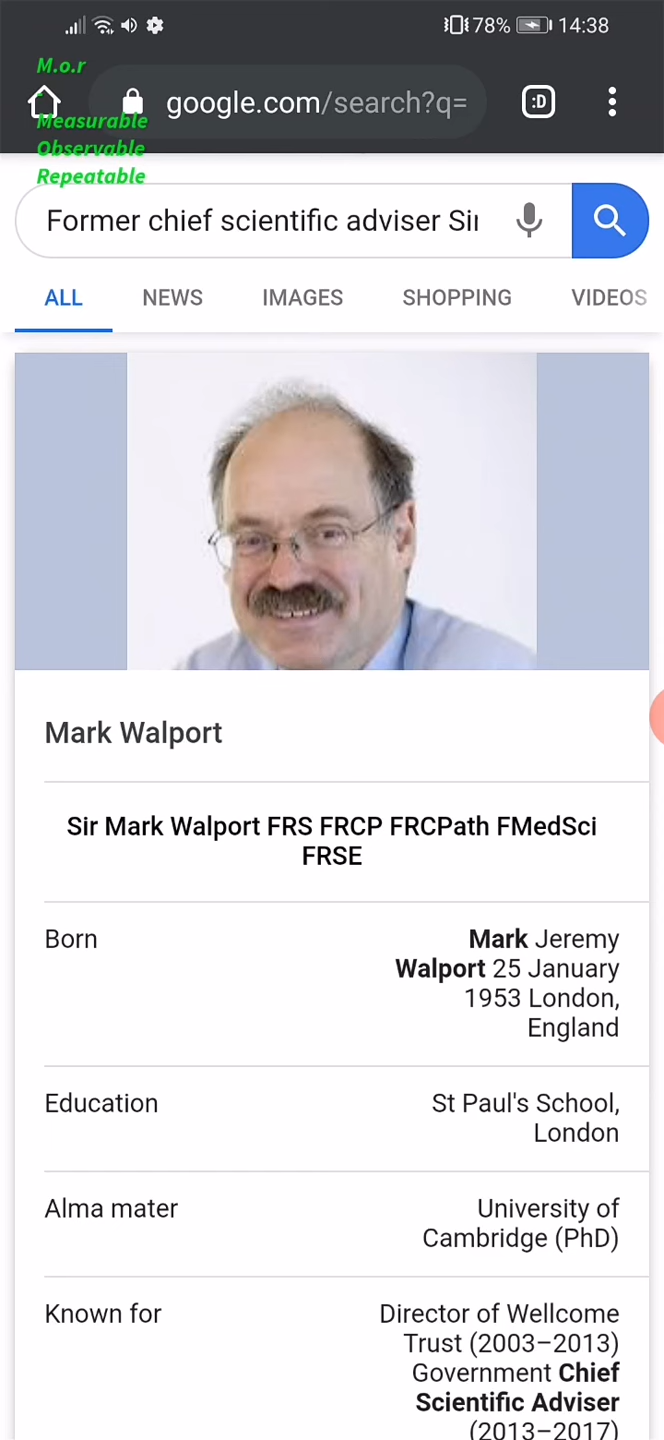 78% 14:38
M.o.r
:D
google.com/search?q=
Measurable
Observable
Repeatable
Former chief scientific adviser Sir
ALL NEWS IMAGES SHOPPING VIDEOS
Mark Walport
Sir Mark Walport FRS FRCP FRCPath FMedSci
FRSE
Born Mark Jeremy
Walport 25 January
1953 London,
England
Education St Paul's School,
London
Alma mater University of
Cambridge (PhD)
Known for Director of Wellcome
Trust (2003–2013)
Government Chief
Scientific Adviser
(2013–2017)